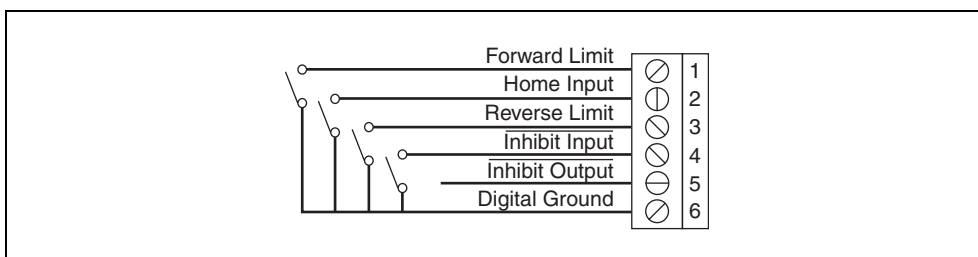 Forward Limit 1
Home Input 2
Reverse Limit 3
Inhibit Input 4
Inhibit Output 5
Digital Ground 6